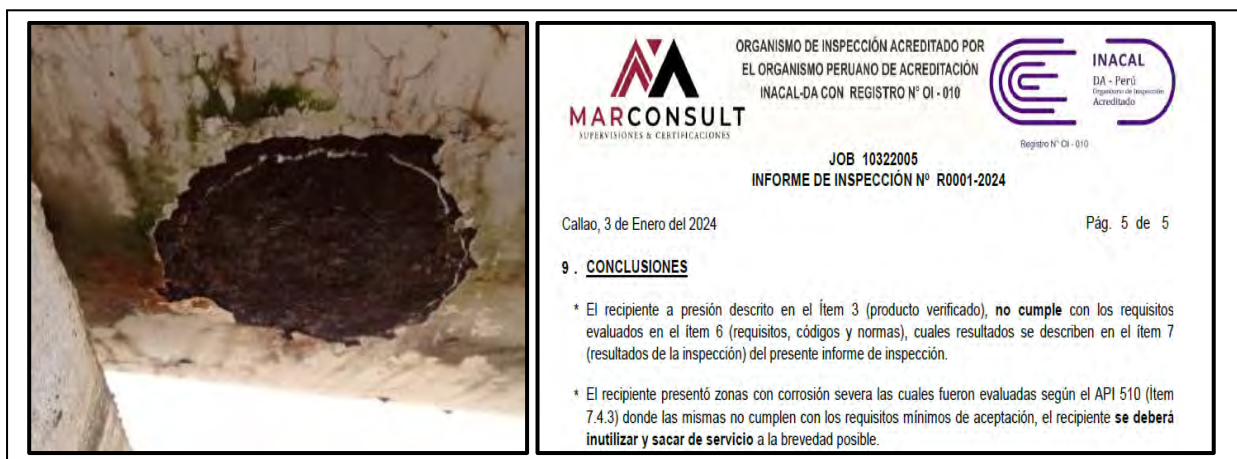 MARCONSULT
SUPERVISIONES & CERTIFICACIONES
ORGANISMO DE INSPECCIÓN ACREDITADO POR
EL ORGANISMO PERUANO DE ACREDITACIÓN
INACAL-DA CON REGISTRO N° OI - 010
INACAL
DA - Perú
Organismo de Inspección
Acreditado
Registro N° OI - 010
JOB 10322005
INFORME DE INSPECCIÓN Nº R0001-2024
Callao, 3 de Enero del 2024
Pág. 5 de 5
9 . CONCLUSIONES
* El recipiente a presión descrito en el Ítem 3 (producto verificado), no cumple con los requisitos
evaluados en el ítem 6 (requisitos, códigos y normas), cuales resultados se describen en el ítem 7
(resultados de la inspección) del presente informe de inspección.
* El recipiente presentó zonas con corrosión severa las cuales fueron evaluadas según el API 510 (Ítem
7.4.3) donde las mismas no cumplen con los requisitos mínimos de aceptación, el recipiente se deberá
inutilizar y sacar de servicio a la brevedad posible.